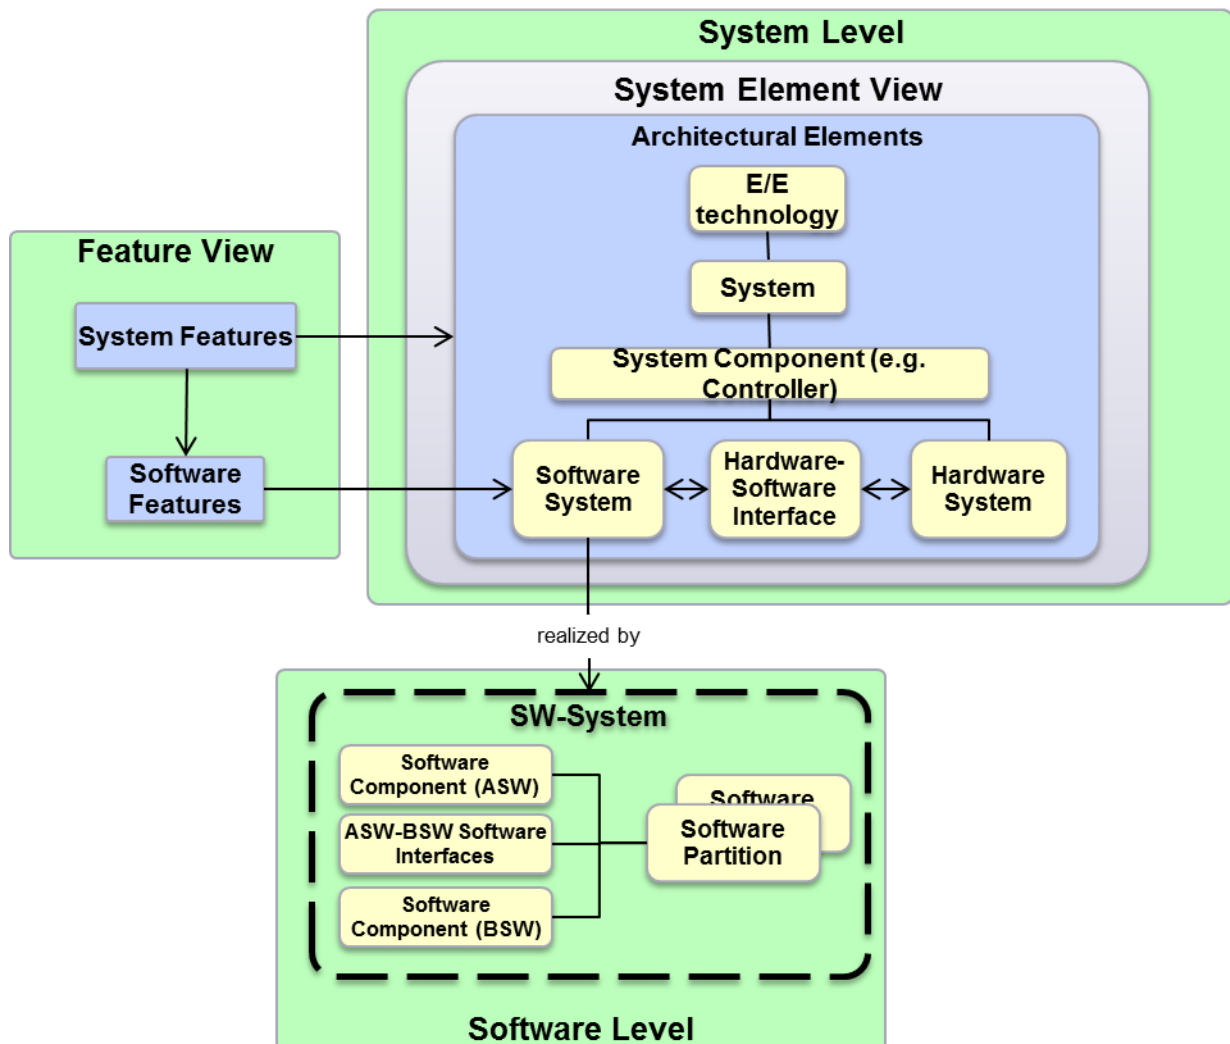 System Level
System Element View
Architectural Elements
E/E
technology
System
System Component (e.g.
Controller)
Software
System
Hardware-
Software
Interface
Hardware
System
Feature View
System Features
Software
Features
realized by
SW-System
Software
Component (ASW)
ASW-BSW Software
Interfaces
Software
Component (BSW)
Software
Software
Partition
Software Level